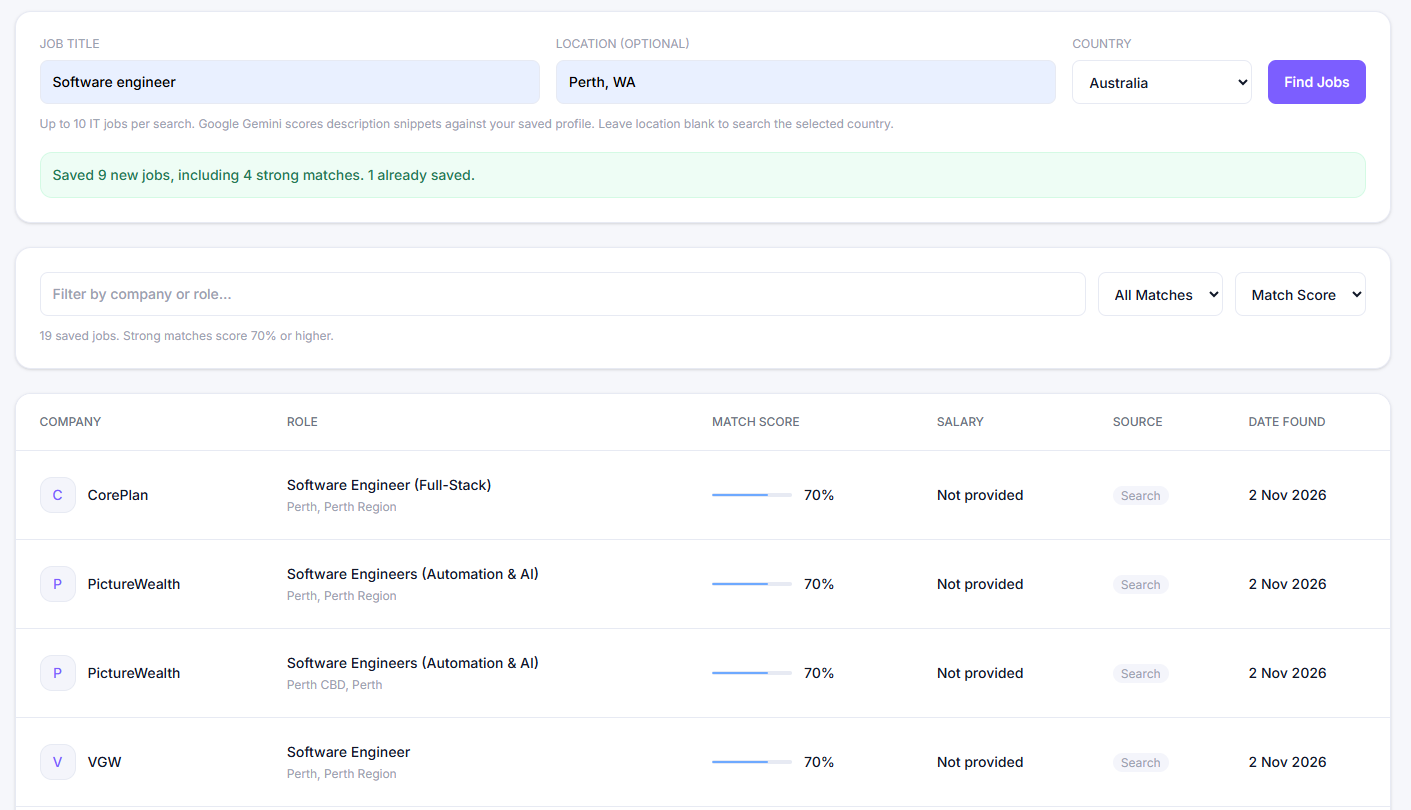 JOB TITLE LOCATION (OPTIONAL) COUNTRY
Software engineer Perth, WA Australia Find Jobs
Up to 10 IT jobs per search. Google Gemini scores description snippets against your saved profile. Leave location blank to search the selected country.
Saved 9 new jobs, including 4 strong matches. 1 already saved.
Filter by company or role... All Matches Match Score
19 saved jobs. Strong matches score 70% or higher.
COMPANY ROLE MATCH SCORE SALARY SOURCE DATE FOUND
C CorePlan Software Engineer (Full-Stack) 70% Not provided Search 2 Nov 2026
Perth, Perth Region
P PictureWealth Software Engineers (Automation & AI) 70% Not provided Search 2 Nov 2026
Perth, Perth Region
P PictureWealth Software Engineers (Automation & AI) 70% Not provided Search 2 Nov 2026
Perth CBD, Perth
V VGW Software Engineer 70% Not provided Search 2 Nov 2026
Perth, Perth Region